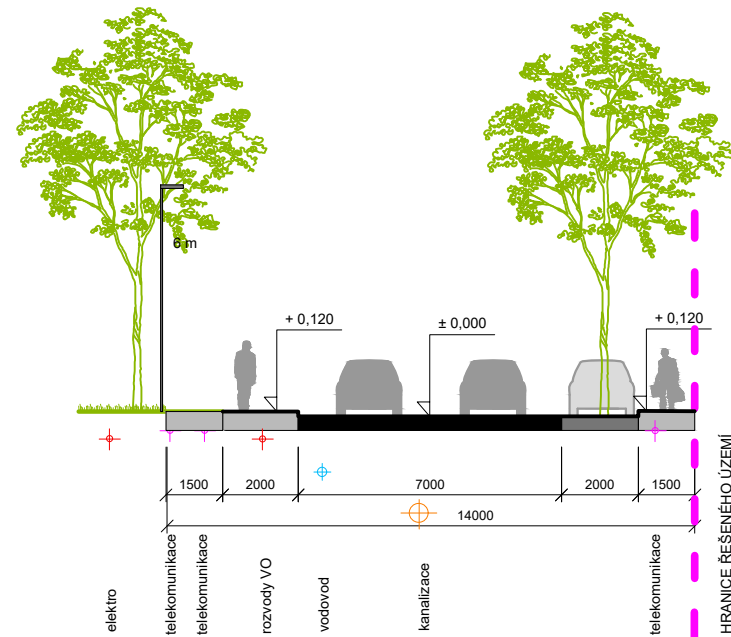 6 m
+ 0,120
± 0,000
+ 0,120
1500
2000
7000
2000
1500
14000
elektro
telekomunikace
telekomunikace
rozvody VO
vodovod
kanalizace
telekomunikace
HRANICE ŘEŠENÉHO ÚZEMÍ